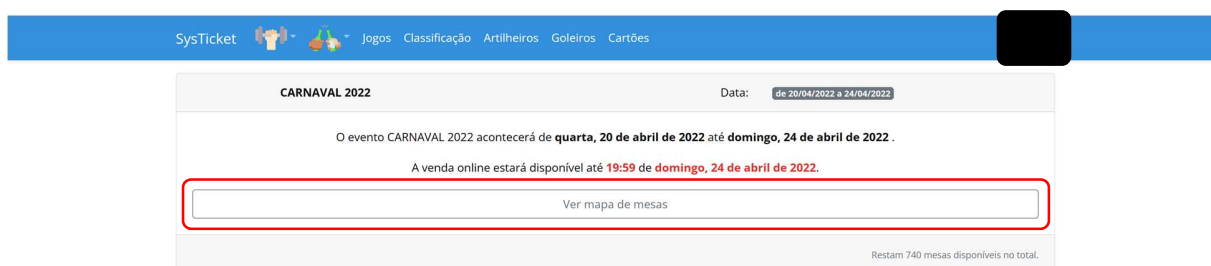 SysTicket Jogos Classificação Artilheiros Goleiros Cartões
CARNAVAL 2022 Data: de 20/04/2022 a 24/04/2022
O evento CARNAVAL 2022 acontecerá de quarta, 20 de abril de 2022 até domingo, 24 de abril de 2022 .
A venda online estará disponível até 19:59 de domingo, 24 de abril de 2022.
Ver mapa de mesas
Restam 740 mesas disponíveis no total.